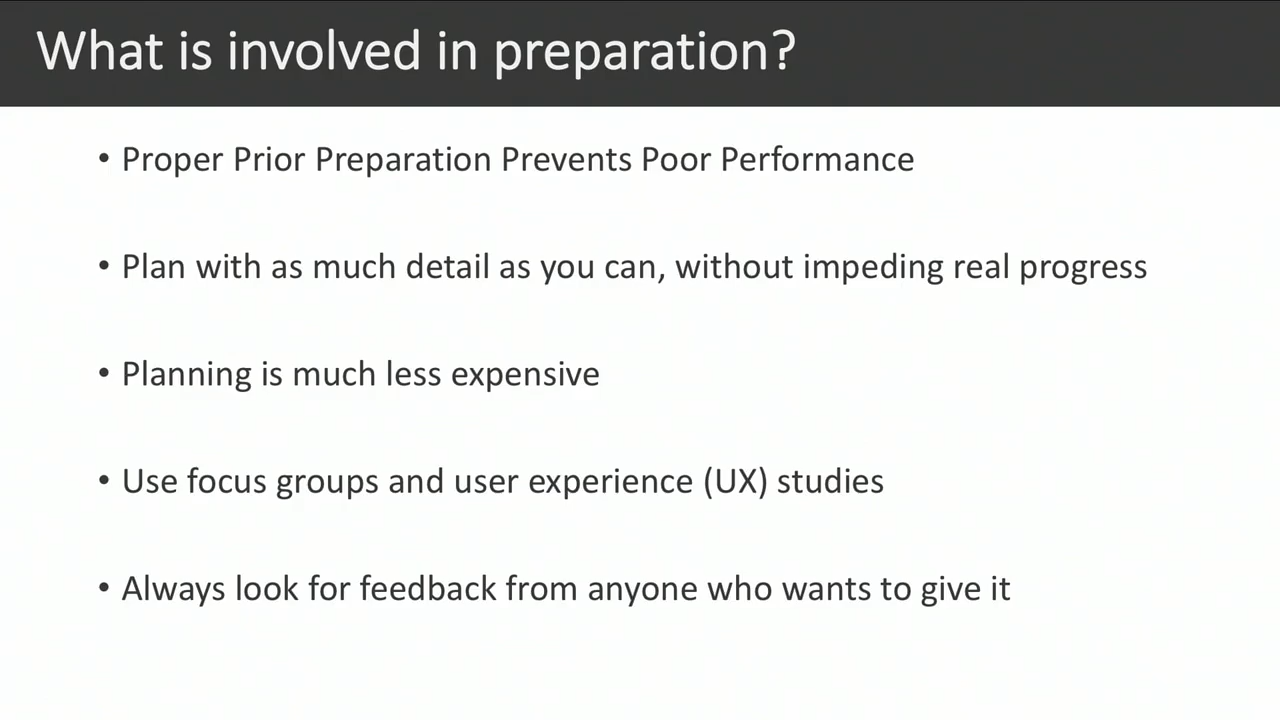 What is involved in preparation?
• Proper Prior Preparation Prevents Poor Performance
• Plan with as much detail as you can, without impeding real progress
• Planning is much less expensive
• Use focus groups and user experience (UX) studies
• Always look for feedback from anyone who wants to give it